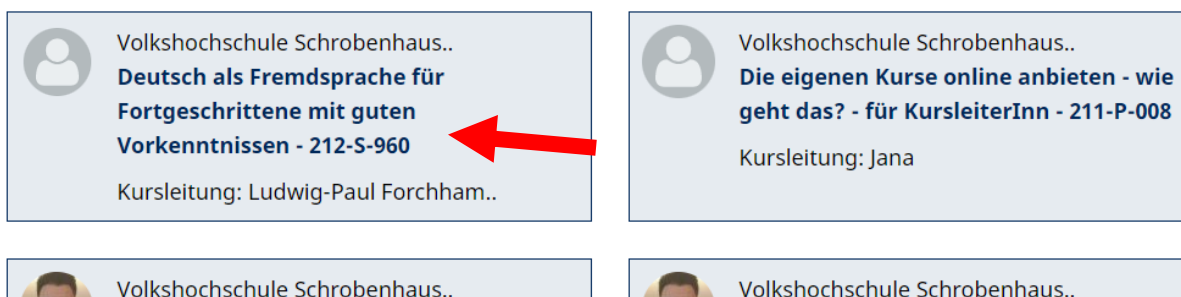 Volkshochschule Schrobenhaus..
Deutsch als Fremdsprache für
Fortgeschrittene mit guten
Vorkenntnissen - 212-S-960
Kursleitung: Ludwig-Paul Forchham..
Volkshochschule Schrobenhaus..
Die eigenen Kurse online anbieten - wie
geht das? - für KursleiterInn - 211-P-008
Kursleitung: Jana
Volkshochschule Schrobenhaus..
Volkshochschule Schrobenhaus..